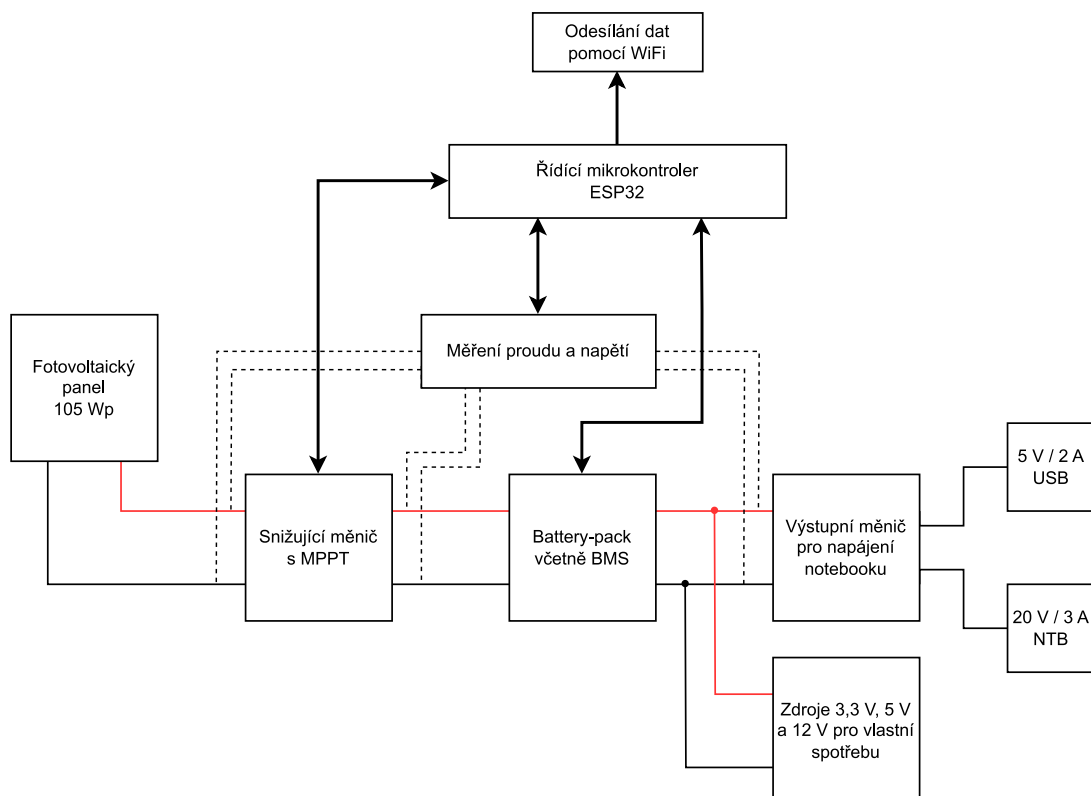 Odesílání dat
pomocí WiFi
Řídící mikrokontroler
ESP32
Měření proudu a napětí
Fotovoltaický
panel
105 Wp
Snižující měnič
s MPPT
Battery-pack
včetně BMS
Výstupní měnič
pro napájení
notebooku
5 V / 2 A
USB
20 V / 3 A
NTB
Zdroje 3,3 V, 5 V
a 12 V pro vlastní
spotřebu